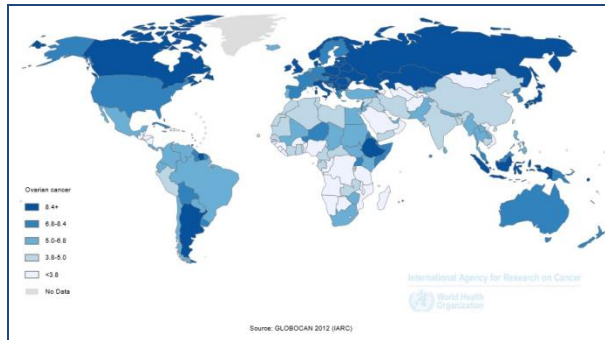 Ovarian cancer
8.4+
6.8-8.4
5.0-6.8
3.8-5.0
<3.8
No Data
International Agency for Research on Cancer
World Health
Organization
Source: GLOBOCAN 2012 (IARC)